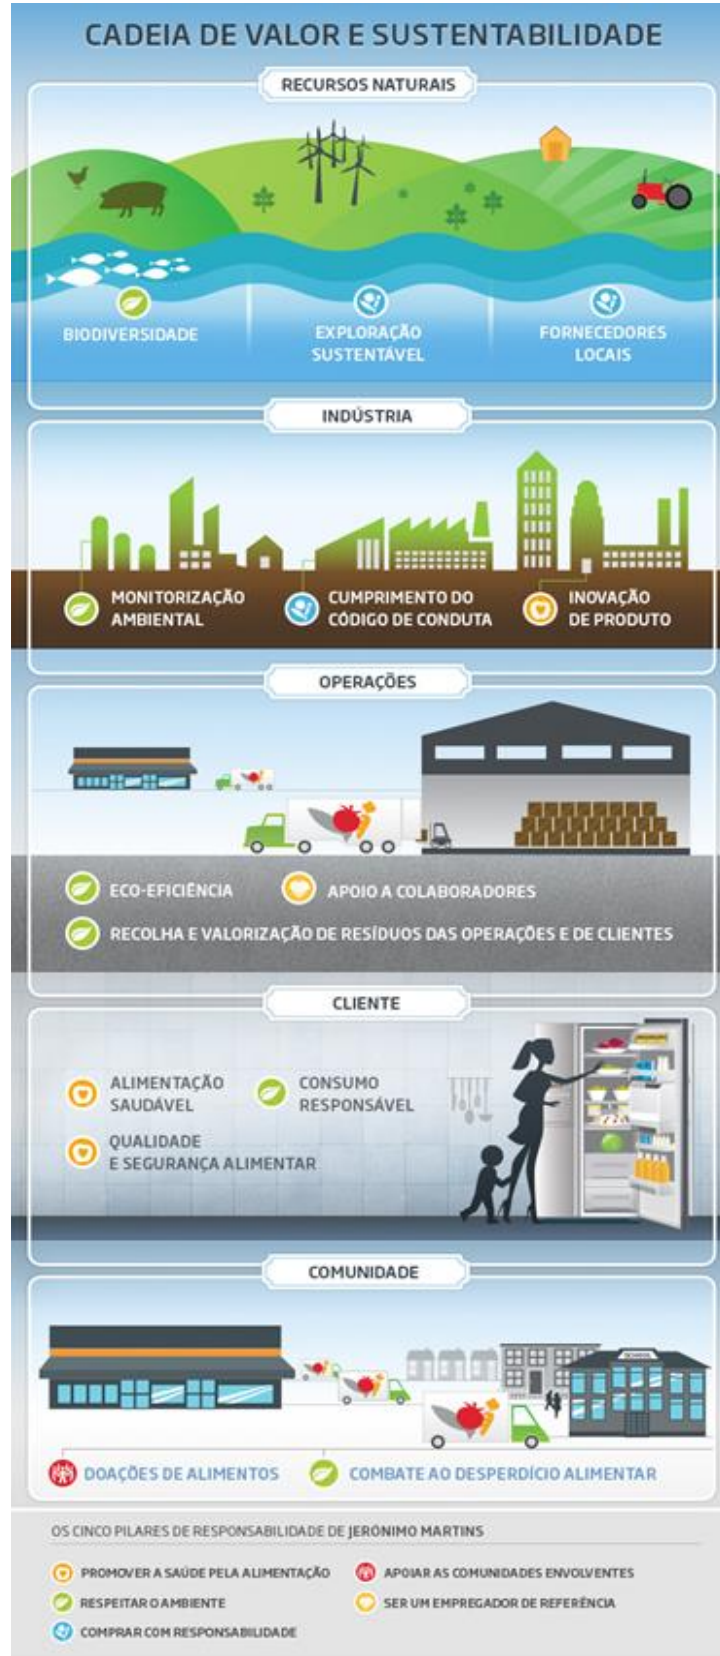 CADEIA DE VALOR E SUSTENTABILIDADE
RECURSOS NATURAIS
BIODIVERSIDADE
EXPLORAÇÃO
SUSTENTÁVEL
FORNECEDORES
LOCAIS
INDÚSTRIA
MONITORIZAÇÃO
AMBIENTAL
CUMPRIMENTO DO
CÓDIGO DE CONDUTA
INOVAÇÃO
DE PRODUTO
OPERAÇÕES
ECO-EFICIÊNCIA
APOIO A COLABORADORES
RECOLHA E VALORIZAÇÃO DE RESÍDUOS DAS OPERAÇÕES E DE CLIENTES
CLIENTE
ALIMENTAÇÃO
SAUDÁVEL
CONSUMO
RESPONSÁVEL
QUALIDADE
E SEGURANÇA ALIMENTAR
COMUNIDADE
SCHOOL
DOAÇÕES DE ALIMENTOS
COMBATE AO DESPERDÍCIO ALIMENTAR
OS CINCO PILARES DE RESPONSABILIDADE DE JERÓNIMO MARTINS
PROMOVER A SAÚDE PELA ALIMENTAÇÃO
APOIAR AS COMUNIDADES ENVOLVENTES
RESPEITAR O AMBIENTE
SER UM EMPREGADOR DE REFERÊNCIA
COMPRAR COM RESPONSABILIDADE